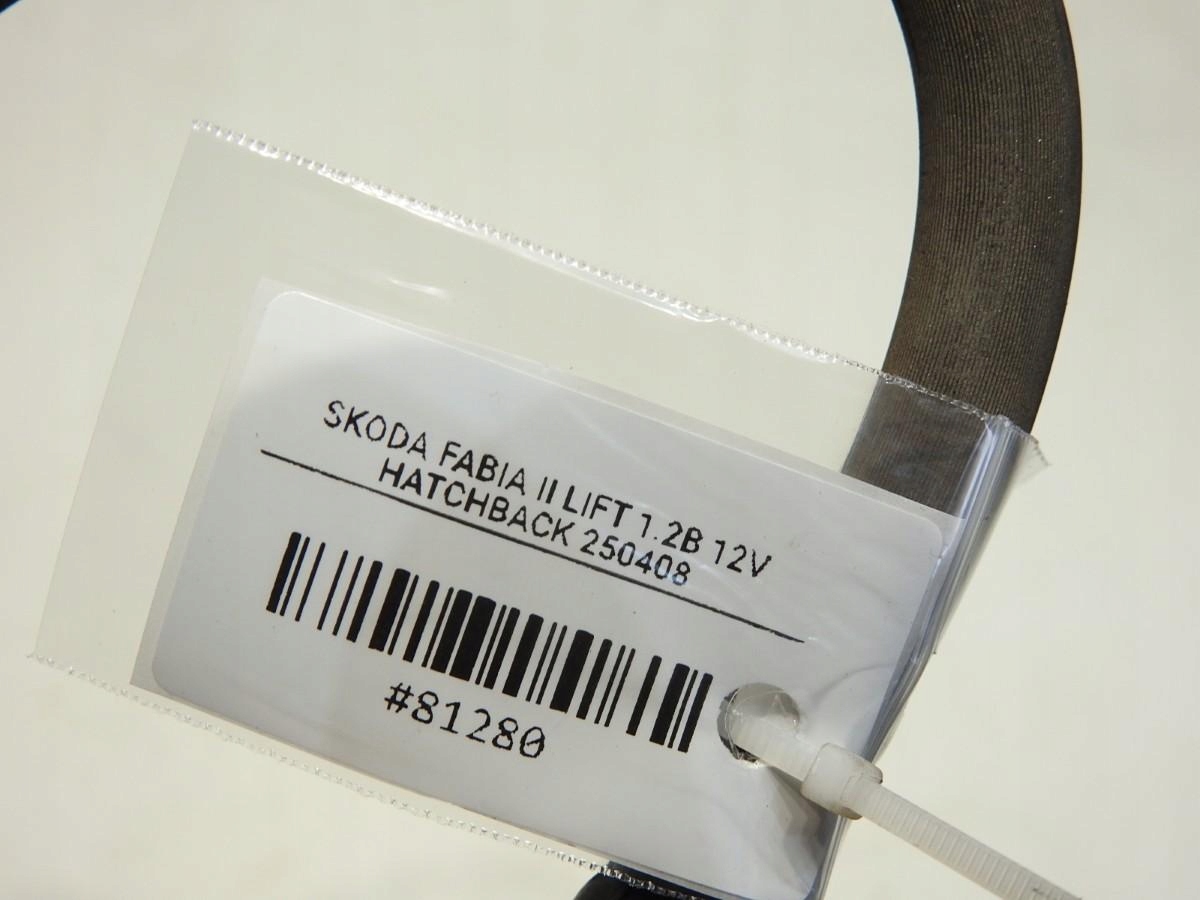 SKODA FABIA II LIFT 1.2B 12V
HATCHBACK 250408
#81280